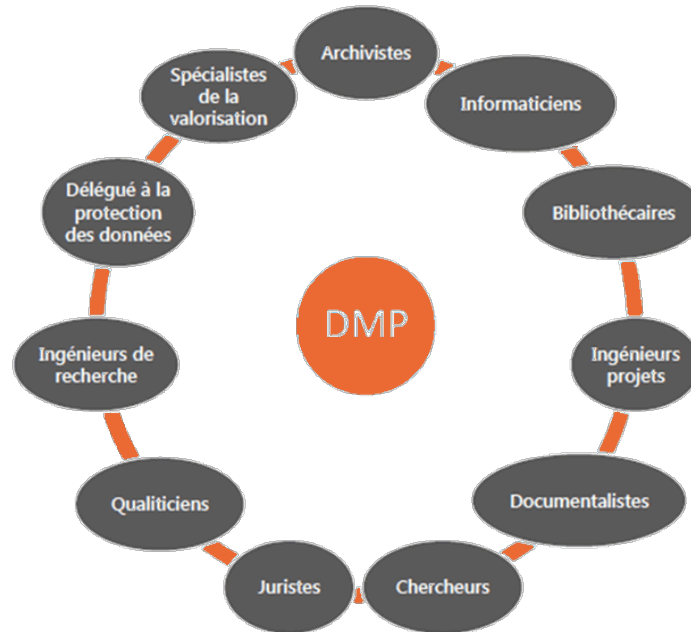 Archivistes
Informaticiens
Bibliothécaires
Ingénieurs
projets
Documentalistes
Chercheurs
Juristes
Qualiticiens
Ingénieurs de
recherche
Délégué à la
protection
des données
Spécialistes
de la
valorisation
DMP